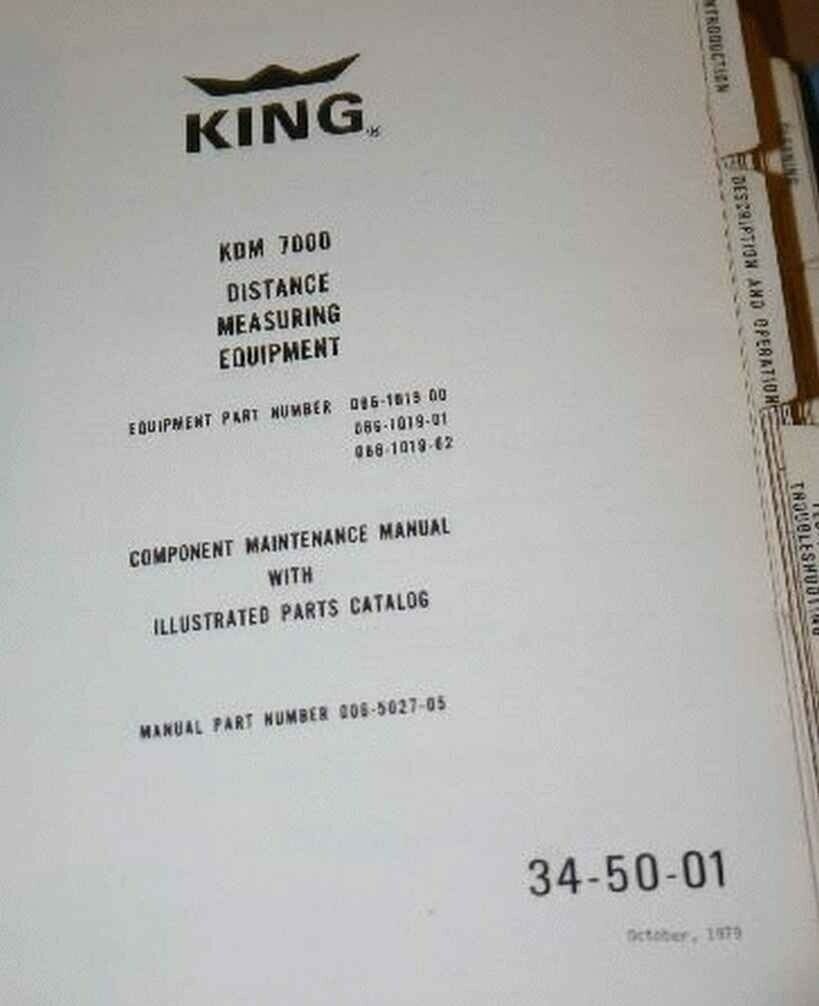 KING®
KDM 7000
DISTANCE
MEASURING
EQUIPMENT
EQUIPMENT PART NUMBER 066-1019-00
066-1019-01
066-1019-02
COMPONENT MAINTENANCE MANUAL
WITH
ILLUSTRATED PARTS CATALOG
MANUAL PART NUMBER 006-5027-05
34-50-01
October, 1979
NTRODUCTION
DESCRIPTION AND OPERATION
TROUBLESHOOTING